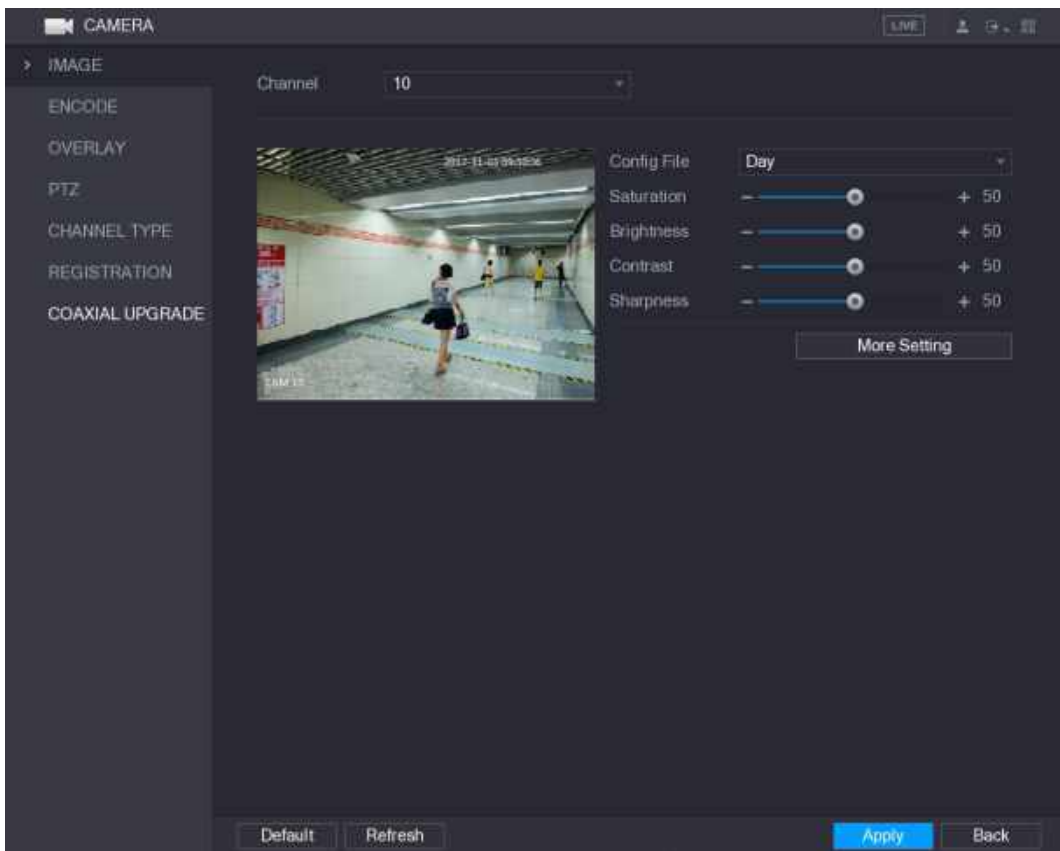 CAMERA
LIVE
IMAGE
ENCODE
OVERLAY
PTZ
CHANNEL TYPE
REGISTRATION
COAXIAL UPGRADE
Channel 10
Config File Day
Saturation - + 50
Brightness - + 50
Contrast - + 50
Sharpness - + 50
More Setting
Default Refresh Apply Back